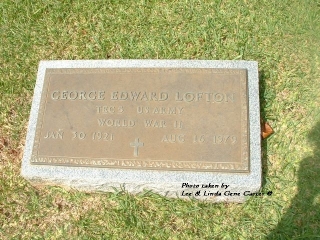 GEORGE EDWARD LOFTON
TEC 5 US ARMY
WORLD WAR II
JAN 30 1921 AUG 1979
Photo taken by
Lee & Linda Gene Carter ©